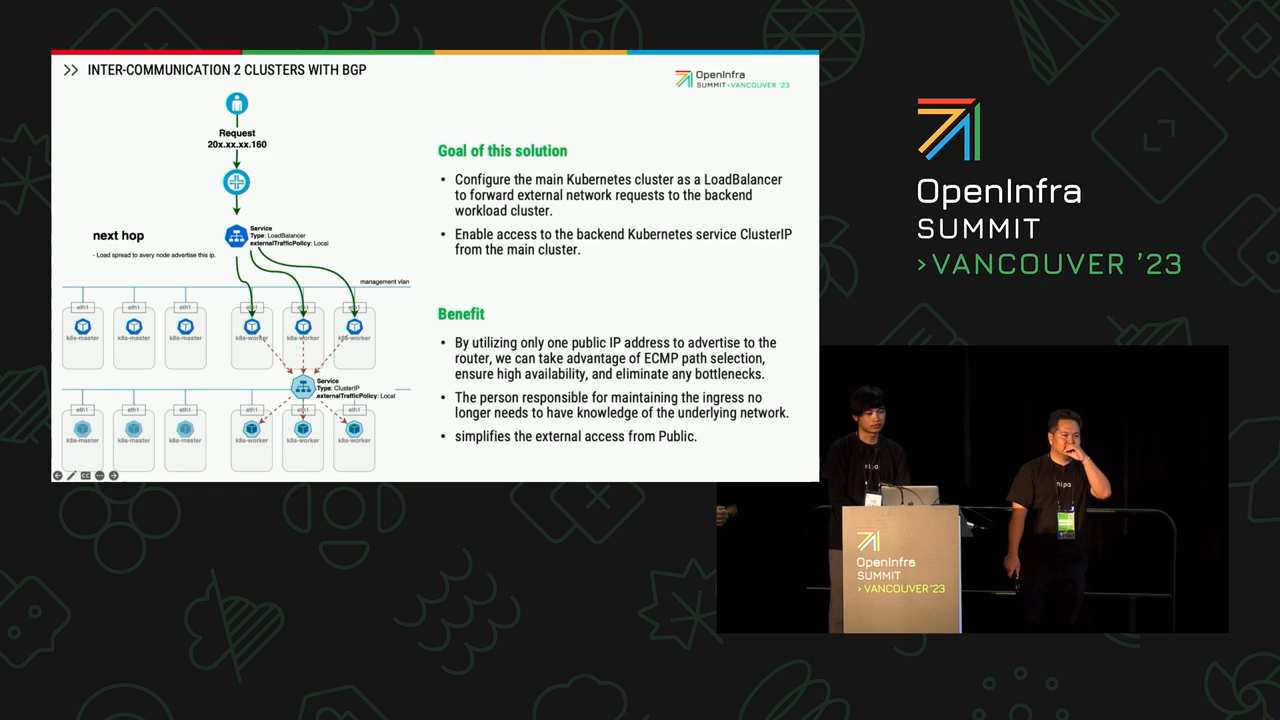 >> INTER-COMMUNICATION 2 CLUSTERS WITH BGP
OpenInfra
SUMMIT >VANCOUVER '23
Request
20x.xx.xx.160
next hop
- Load spread to avery node advertise this ip.
Service
Type: LoadBalancer
externalTrafficPolicy: Local
management vlan
eth1 eth1 eth1 eth1 eth1 eth1
k8s-master k8s-master k8s-master k8s-worker k8s-worker k8s-worker
Service
Type: ClusterIP
externalTrafficPolicy: Local
eth1 eth1 eth1 eth1 eth1 eth1
k8s-master k8s-master k8s-master k8s-worker k8s-worker k8s-worker
Goal of this solution
• Configure the main Kubernetes cluster as a LoadBalancer
to forward external network requests to the backend
workload cluster.
• Enable access to the backend Kubernetes service ClusterIP
from the main cluster.
Benefit
• By utilizing only one public IP address to advertise to the
router, we can take advantage of ECMP path selection,
ensure high availability, and eliminate any bottlenecks.
• The person responsible for maintaining the ingress no
longer needs to have knowledge of the underlying network.
• simplifies the external access from Public.
OpenInfra
SUMMIT
>VANCOUVER '23
nipa
nipa
OpenInfra
SUMMIT
>VANCOUVER'23